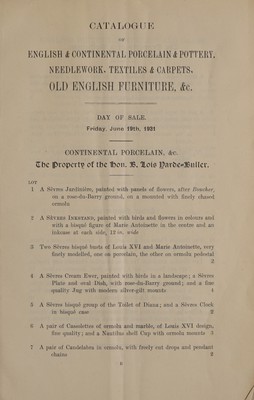 CATALOGUE
OF
ENGLISH & CONTINENTAL PORCELAIN & POTTERY,
NEEDLEWORK, TEXTILES & CARPETS,
OLD ENGLISH FURNITURE, &c.
DAY OF SALE.
Friday, June 19th, 1931
CONTINENTAL PORCELAIN, &c.
The Property of the Hon. B. Lois Yarde-Buller.
LOT
1 A Sèvres Jardinière, painted with panels of flowers, after Boucher,
on a rose-du-Barry ground, on a mounted with finely chased
ormolu
2 A Sèvres Inkstand, painted with birds and flowers in colours and
with a bisqué figure of Marie Antoinette in the centre and an
inkone at each side, 12 in. wide
3 Two Sèvres bisqué busts of Louis XVI and Marie Antoinette, very
finely modelled, one on porcelain, the other on ormolu pedestal
2
4 A Sèvres Cream Ewer, painted with birds in a landscape; a Sèvres
Plate and oval Dish, with rose-du-Barry ground; and a fine
quality Jug with modern silver-gilt mounts 4
5 A Sèvres bisqué group of the Toilet of Diana; and a Sèvres Clock
in bisqué case 2
6 A pair of Cassolettes of ormolu and marble, of Louis XVI design,
fine quality; and a Nautilus shell Cup with ormolu mounts 3
7 A pair of Candelabra in ormolu, with finely cut drops and pendant
chains 2